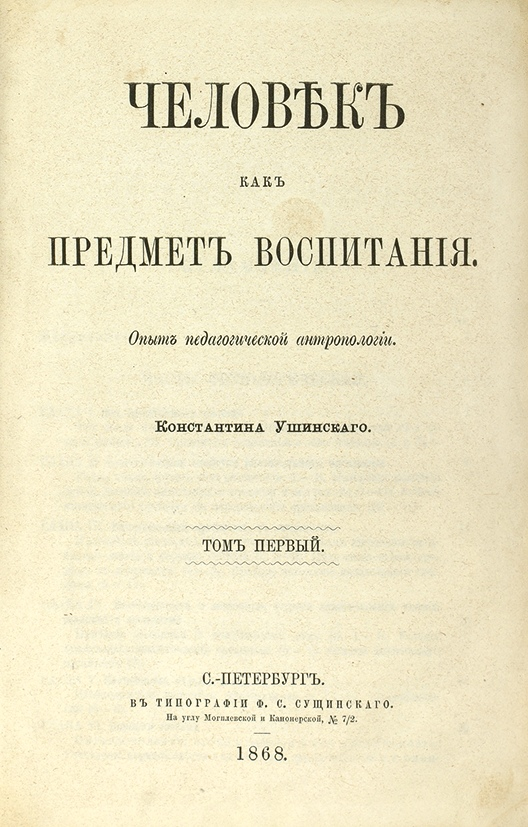 ЧЕЛОВѢКЪ
КАКЪ
ПРЕДМЕТЪ ВОСПИТАНІЯ.
Опытъ педагогической антропологіи.
Константина Ушинскаго.
ТОМЪ ПЕРВЫЙ.
С.-ПЕТЕРБУРГЪ.
ВЪ ТИПОГРАФІИ Ф. С. СУЩИНСКАГО.
На углу Могилевской и Канонерской, № 7/2.
1868.